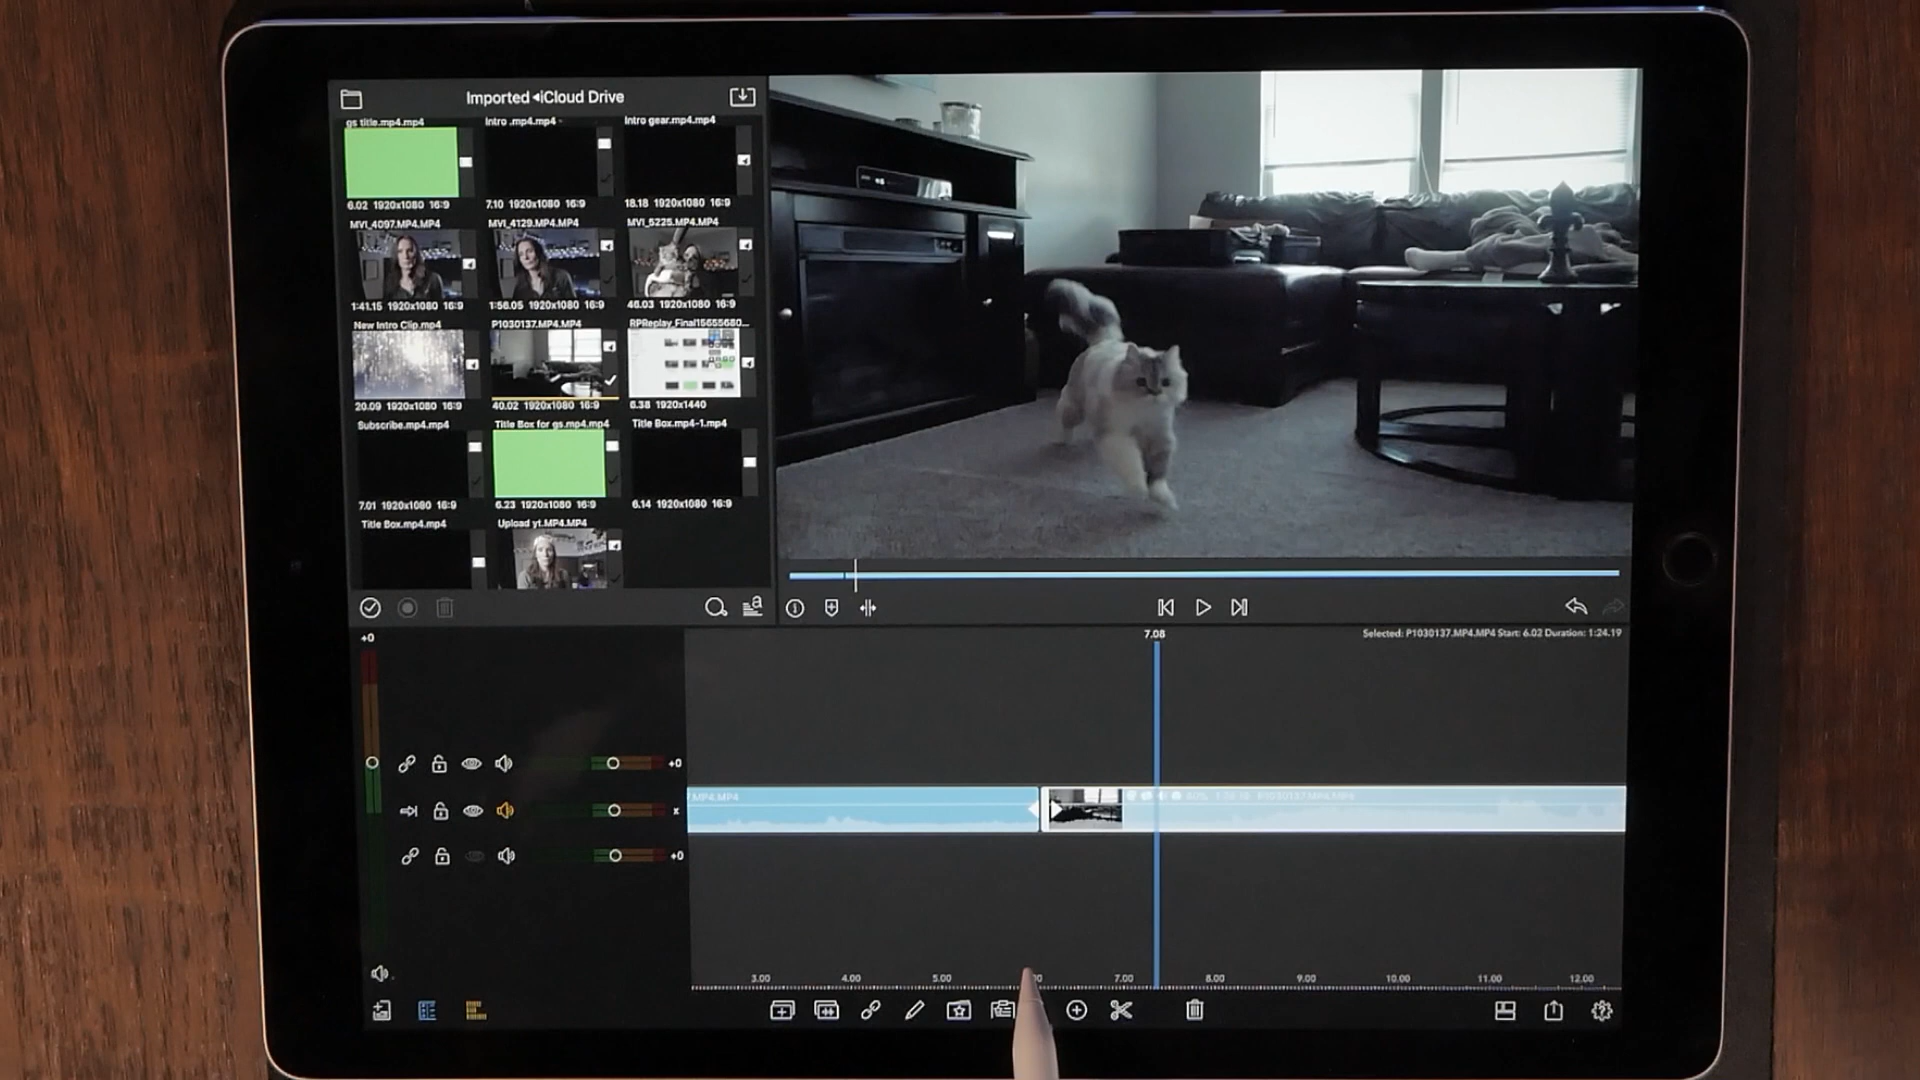 Imported◂iCloud Drive
gs title.mp4.mp4
Intro .mp4.mp4
Intro gear.mp4.mp4
6.02 1920x1080 16:9
7.10 1920x1080 16:9
18.18 1920x1080 16:9
MVI_4097.MP4.MP4
MVI_4129.MP4.MP4
MVI_5225.MP4.MP4
1:41.15 1920x1080 16:9
1:56.05 1920x1080 16:9
46.03 1920x1080 16:9
New Intro Clip.mp4
P1030137.MP4.MP4
RPReplay_Final15655680...
20.09 1920x1080 16:9
40.02 1920x1080 16:9
6.38 1920x1440
Subscribe.mp4.mp4
Title Box for gs.mp4.mp4
Title Box.mp4-1.mp4
7.01 1920x1080 16:9
6.23 1920x1080 16:9
6.14 1920x1080 16:9
Title Box.mp4.mp4
Upload yt.MP4.MP4
+0
7.08
Selected: P1030137.MP4.MP4 Start: 6.02 Duration: 1:24.19
+0
x
+0
.MP4.MP4
P1030137.MP4.MP4
3.00 4.00 5.00 7.00 8.00 9.00 10.00 11.00 12.00